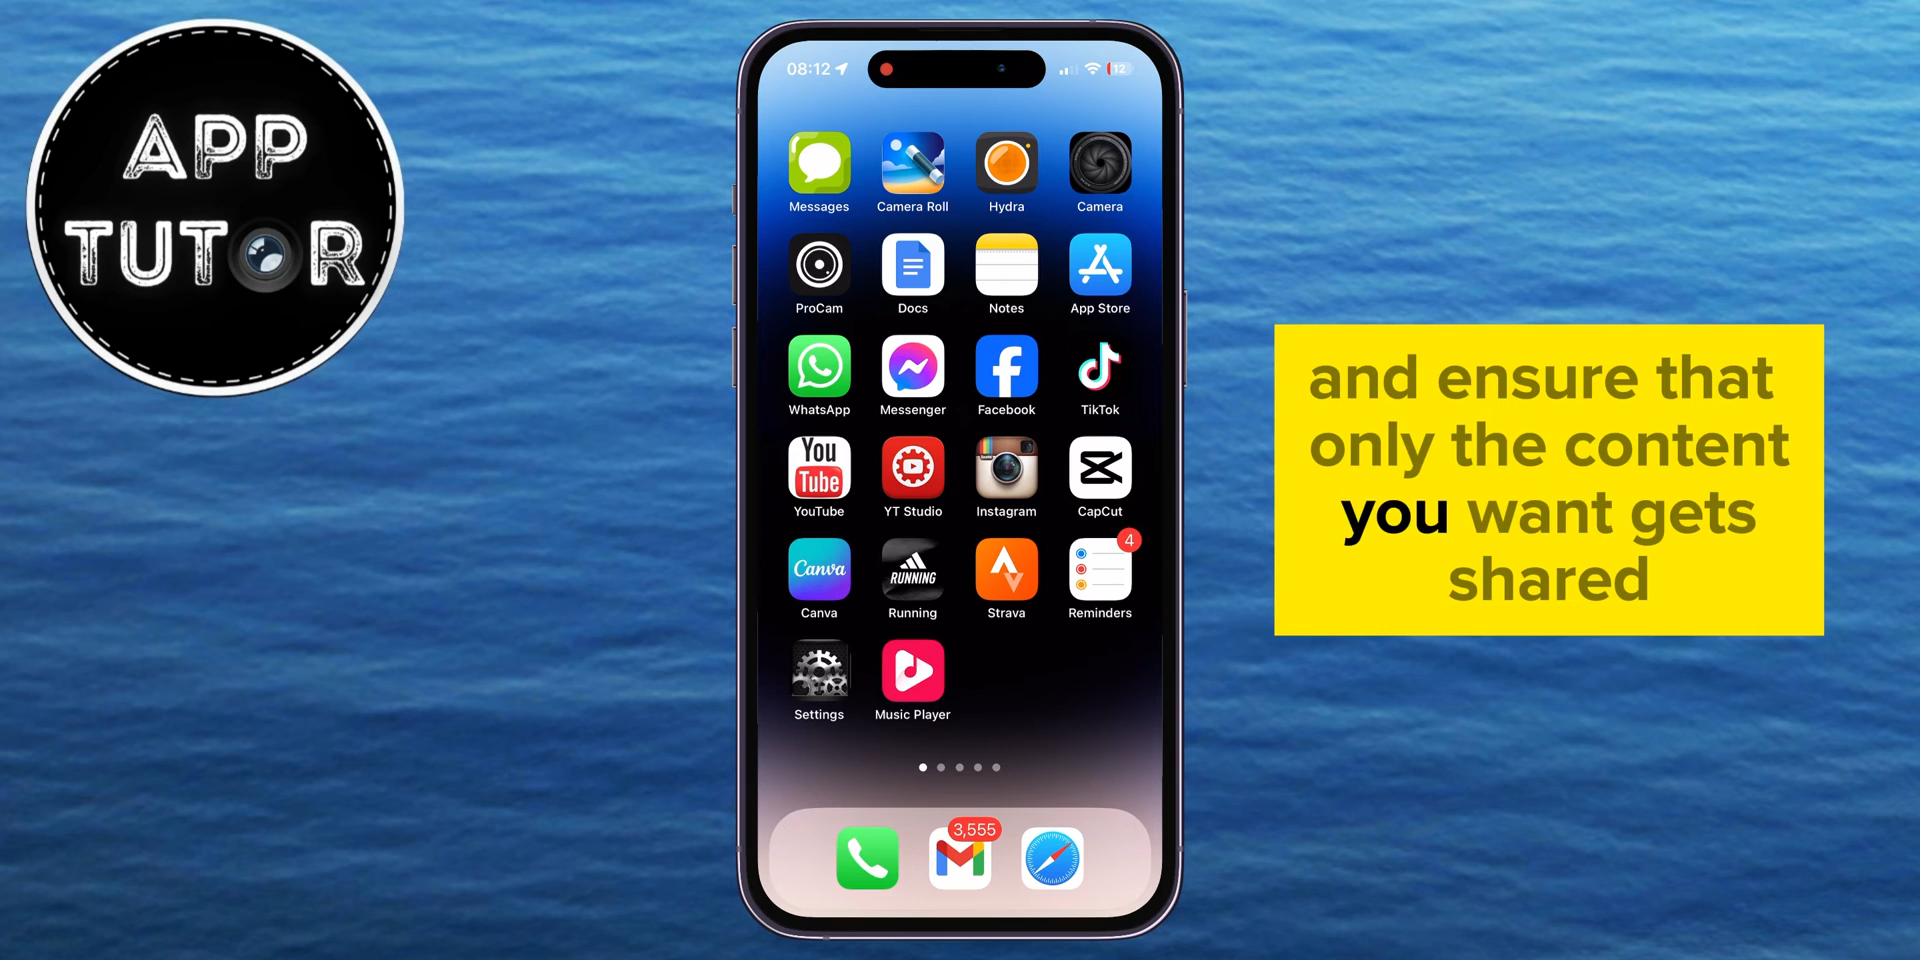 APP
TUTOR
08:12
12
Messages
Camera Roll
Hydra
Camera
ProCam
Docs
Notes
App Store
WhatsApp
Messenger
Facebook
TikTok
You
Tube
YouTube
YT Studio
Instagram
CapCut
Canva
RUNNING
4
Canva
Running
Strava
Reminders
Settings
Music Player
3,555
and ensure that
only the content
you want gets
shared